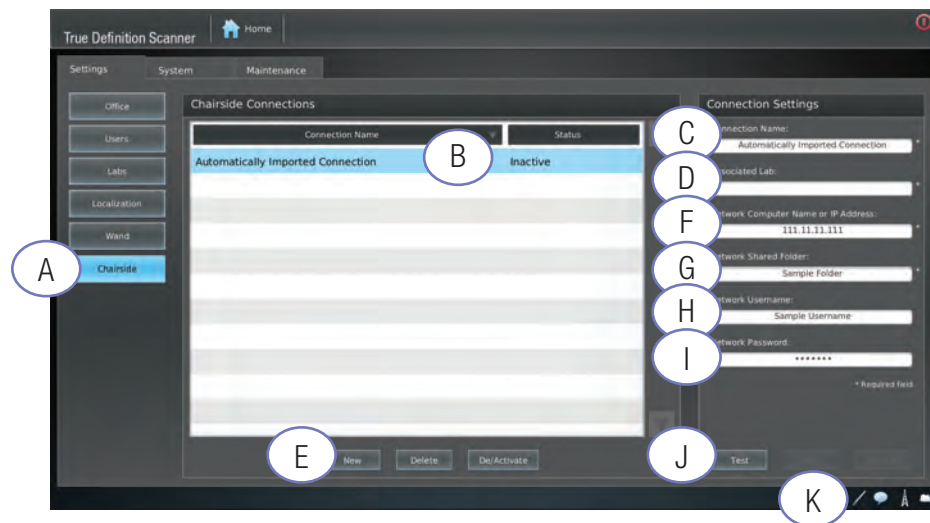 True Definition Scanner
Home
Settings System Maintenance
Office
Users
Labs
Localization
Wand
Chairside
A
Chairside Connections
Connection Name Status
B
Automatically Imported Connection Inactive
E
New Delete De/Activate
Connection Settings
C
onnection Name:
Automatically Imported Connection *
D
ssociated Lab:
*
F
etwork Computer Name or IP Address:
111.11.11.111 *
G
etwork Shared Folder:
Sample Folder *
H
etwork Username:
Sample Username
I
etwork Password:
*******
* Required field
J
Test
K